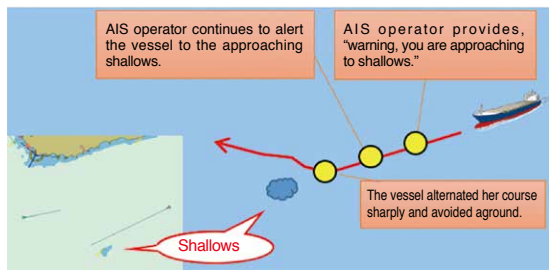 AIS operator continues to alert
the vessel to the approaching
shallows.
AIS operator provides,
“warning, you are approaching
to shallows.”
The vessel alternated her course
sharply and avoided aground.
Shallows